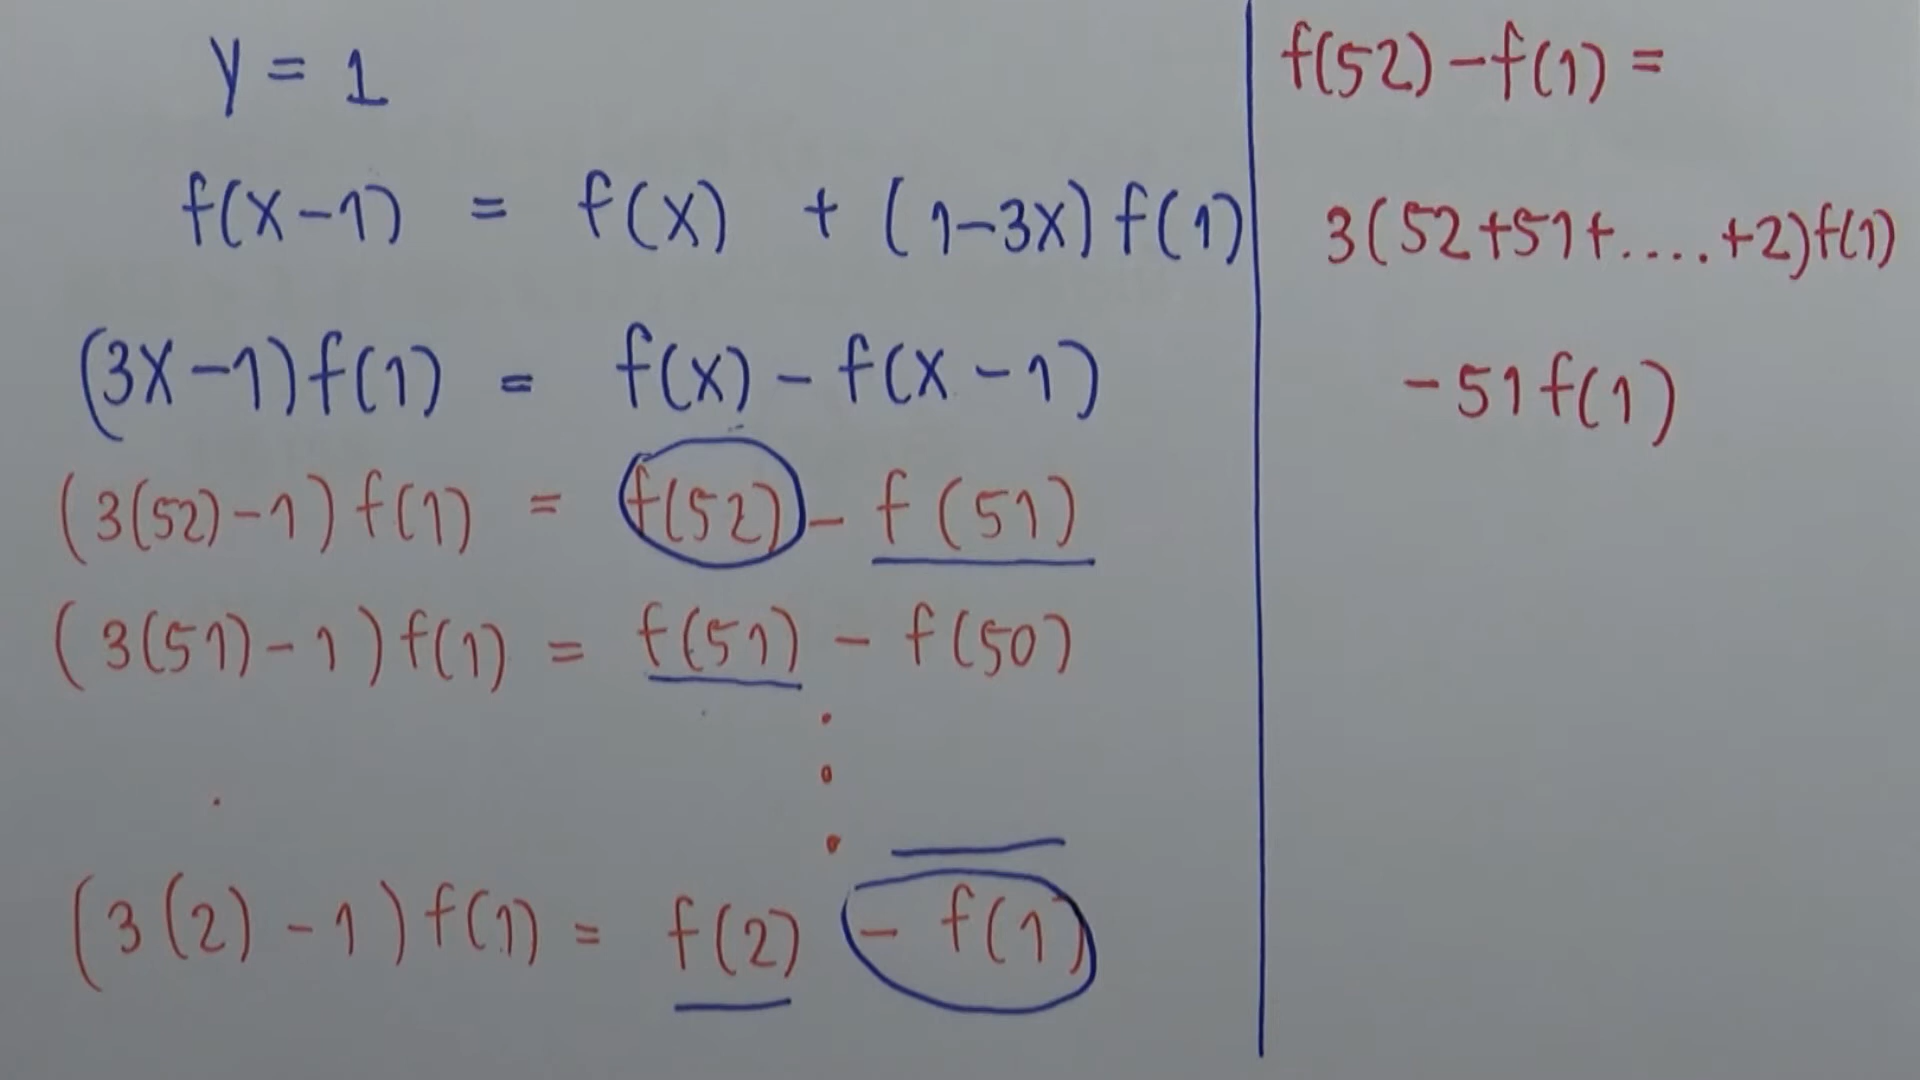 y = 1
f(x-1) = f(x) + (1-3x)f(1)
(3x-1)f(1) = f(x) - f(x-1)
(3(52)-1)f(1) = f(52) - f(51)
(3(51)-1)f(1) = f(51) - f(50)
(3(2)-1)f(1) = f(2) - f(1)
f(52)-f(1) =
3(52+51+....+2)f(1)
-51f(1)